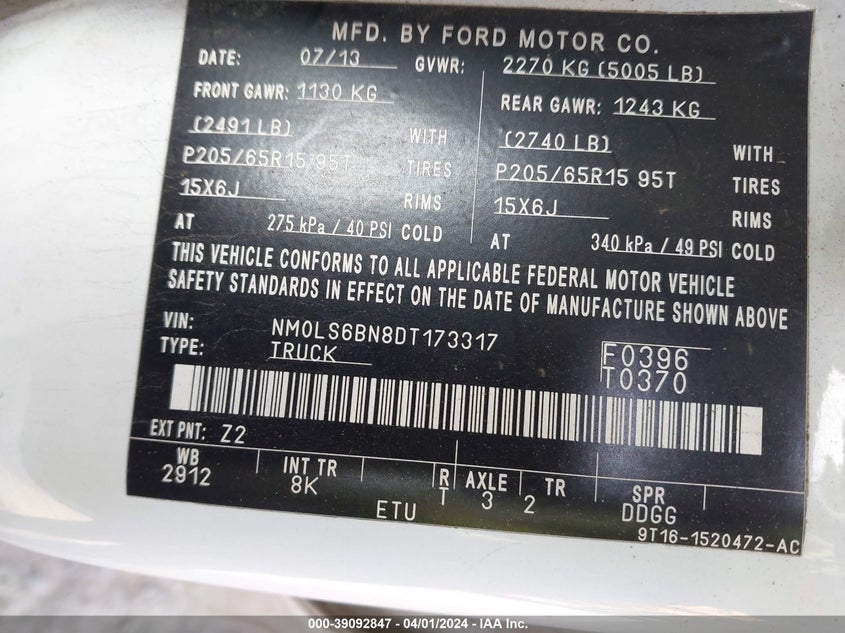 MFD. BY FORD MOTOR CO.
DATE: 07/13 GVWR: 2270 KG (5005 LB)
FRONT GAWR: 1130 KG REAR GAWR: 1243 KG
(2491 LB) WITH (2740 LB) WITH
P205/65R15 95T TIRES P205/65R15 95T TIRES
15X6J RIMS 15X6J RIMS
AT 275 kPa / 40 PSI COLD AT 340 kPa / 49 PSI COLD
THIS VEHICLE CONFORMS TO ALL APPLICABLE FEDERAL MOTOR VEHICLE
SAFETY STANDARDS IN EFFECT ON THE DATE OF MANUFACTURE SHOWN ABOVE.
VIN: NM0LS6BN8DT173317 F0396
TYPE: TRUCK T0370
EXT PNT: Z2
WB INT TR R AXLE TR SPR
2912 8K T 3 2 DDGG
ETU 9T16-1520472-AC
000-39092847 - 04/01/2024 - IAA Inc.